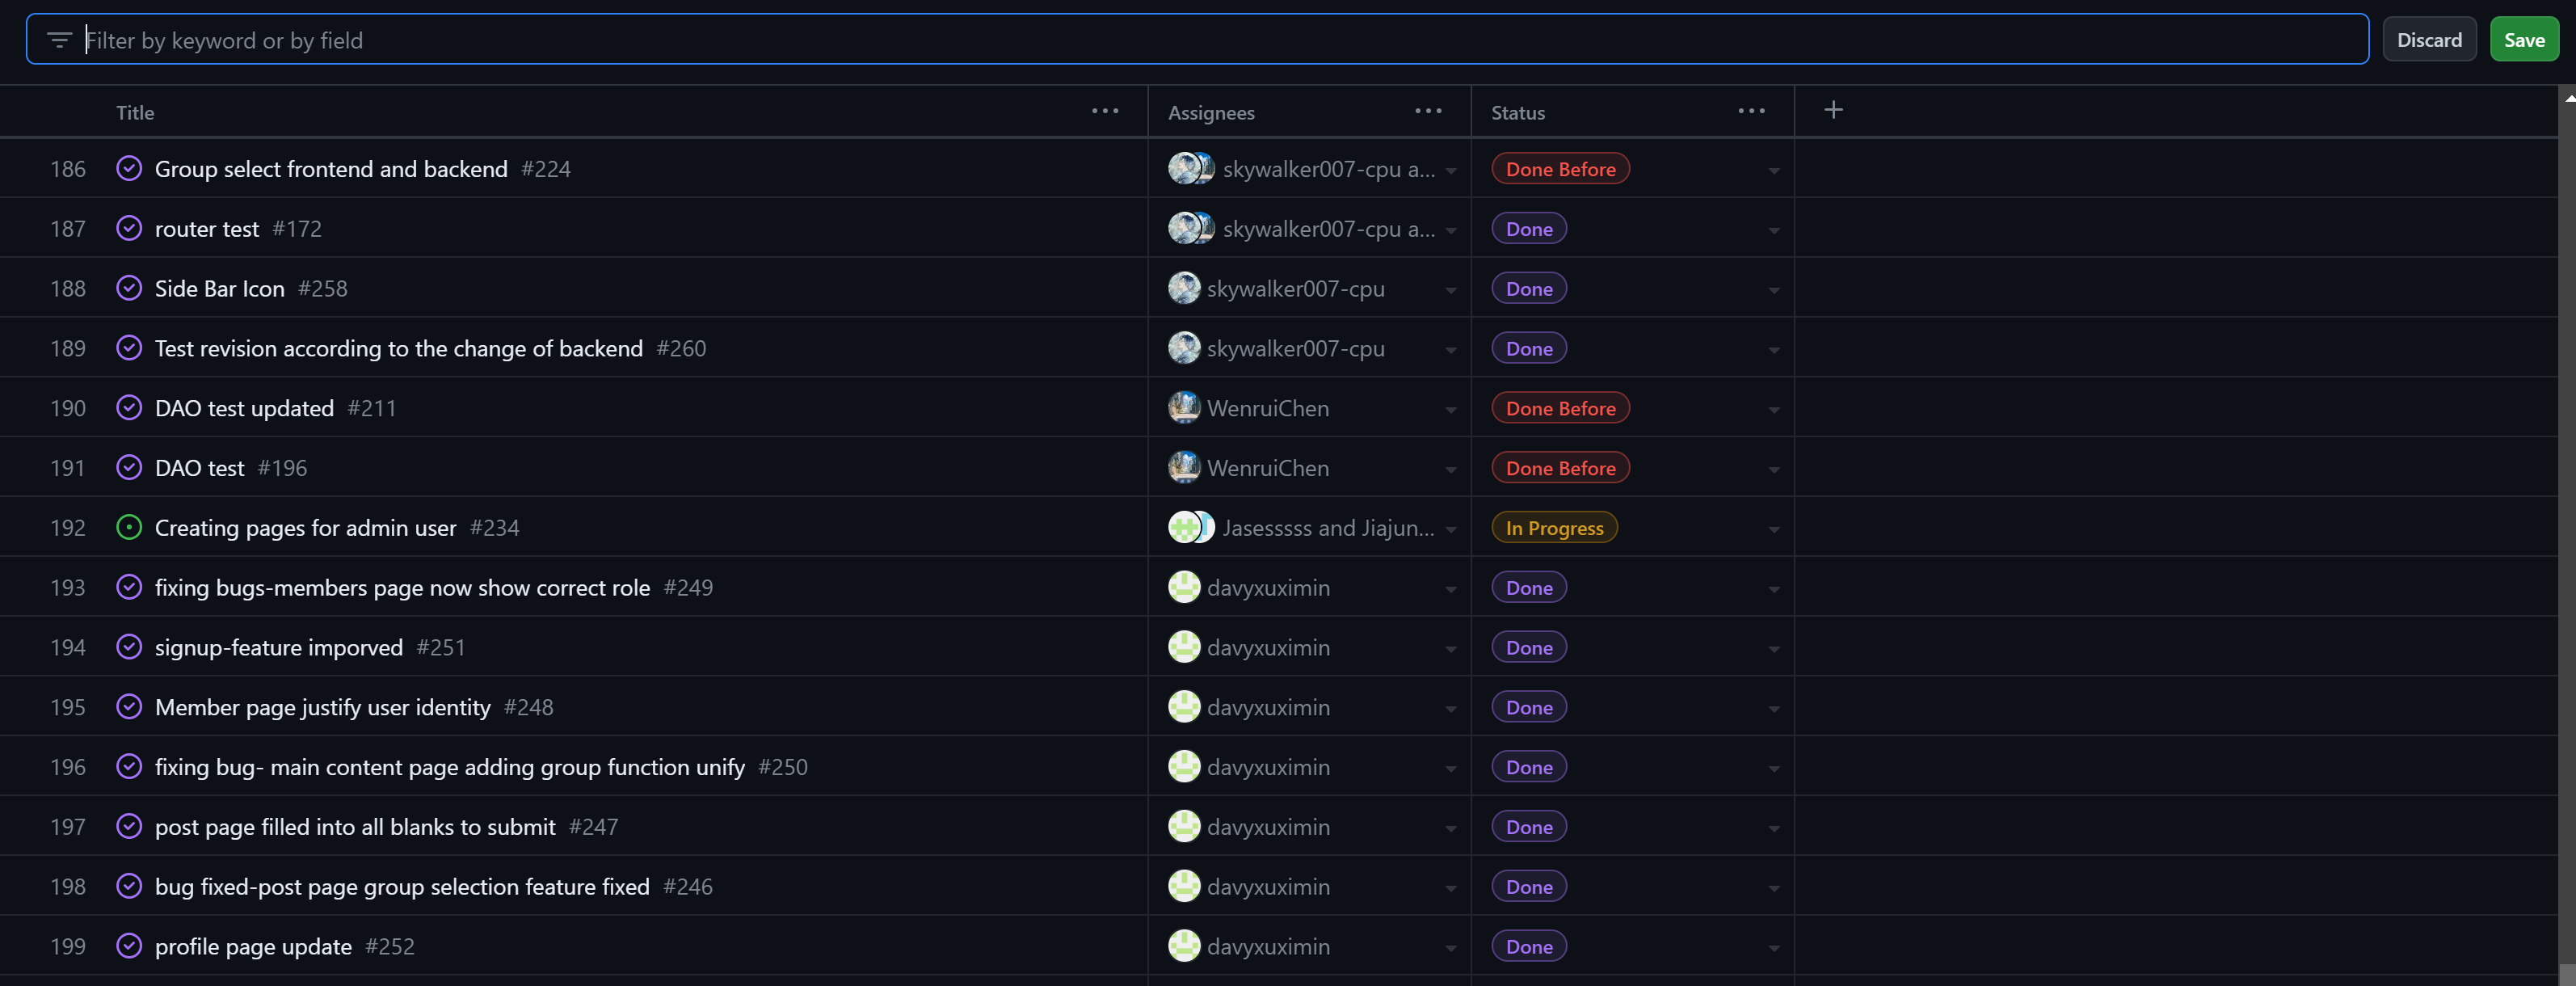 Filter by keyword or by field
Discard
Save
Title
Assignees
Status
186 Group select frontend and backend #224 skywalker007-cpu a... Done Before
187 router test #172 skywalker007-cpu a... Done
188 Side Bar Icon #258 skywalker007-cpu Done
189 Test revision according to the change of backend #260 skywalker007-cpu Done
190 DAO test updated #211 WenruiChen Done Before
191 DAO test #196 WenruiChen Done Before
192 Creating pages for admin user #234 Jasesssss and Jiajun... In Progress
193 fixing bugs-members page now show correct role #249 davyxuximin Done
194 signup-feature imporved #251 davyxuximin Done
195 Member page justify user identity #248 davyxuximin Done
196 fixing bug- main content page adding group function unify #250 davyxuximin Done
197 post page filled into all blanks to submit #247 davyxuximin Done
198 bug fixed-post page group selection feature fixed #246 davyxuximin Done
199 profile page update #252 davyxuximin Done